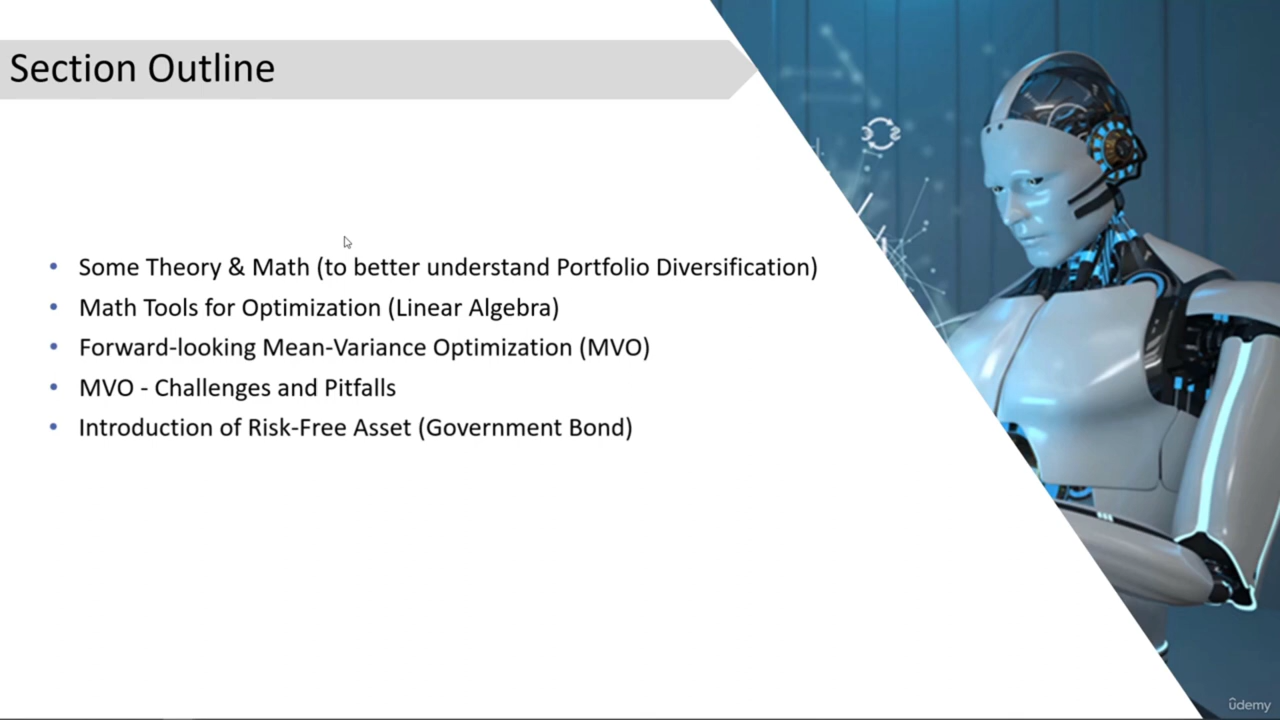 Section Outline
• Some Theory & Math (to better understand Portfolio Diversification)
• Math Tools for Optimization (Linear Algebra)
• Forward-looking Mean-Variance Optimization (MVO)
• MVO - Challenges and Pitfalls
• Introduction of Risk-Free Asset (Government Bond)
ûdemy